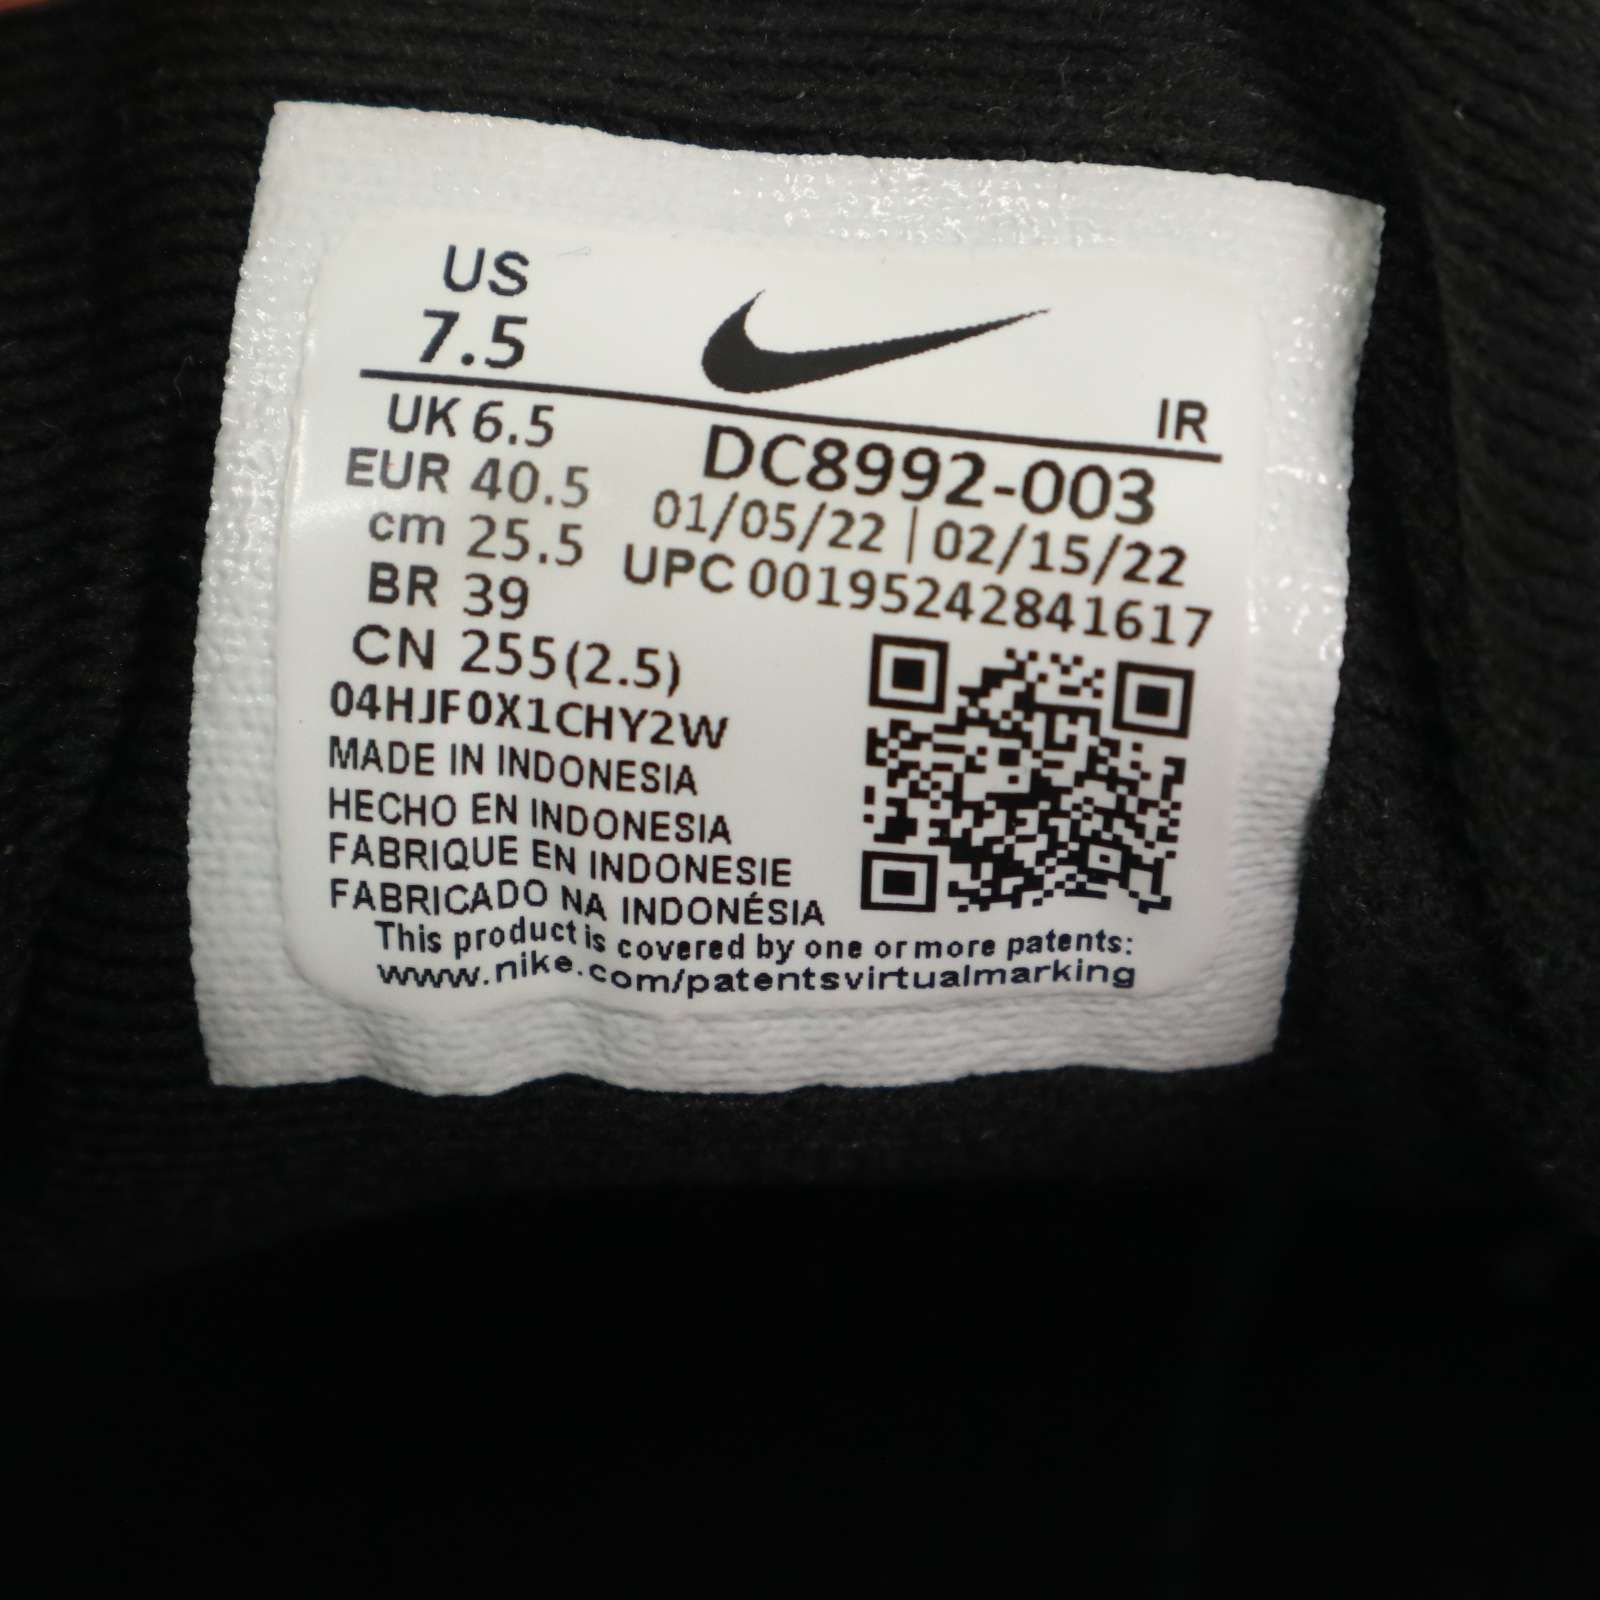 US
7.5
IR
UK 6.5
EUR 40.5
cm 25.5
BR 39
CN 255(2.5)
DC8992-003
01/05/22 | 02/15/22
UPC 00195242841617
04HJF0X1CHY2W
MADE IN INDONESIA
HECHO EN INDONESIA
FABRIQUE EN INDONESIE
FABRICADO NA INDONÉSIA
This product is covered by one or more patents:
www.nike.com/patentsvirtualmarking